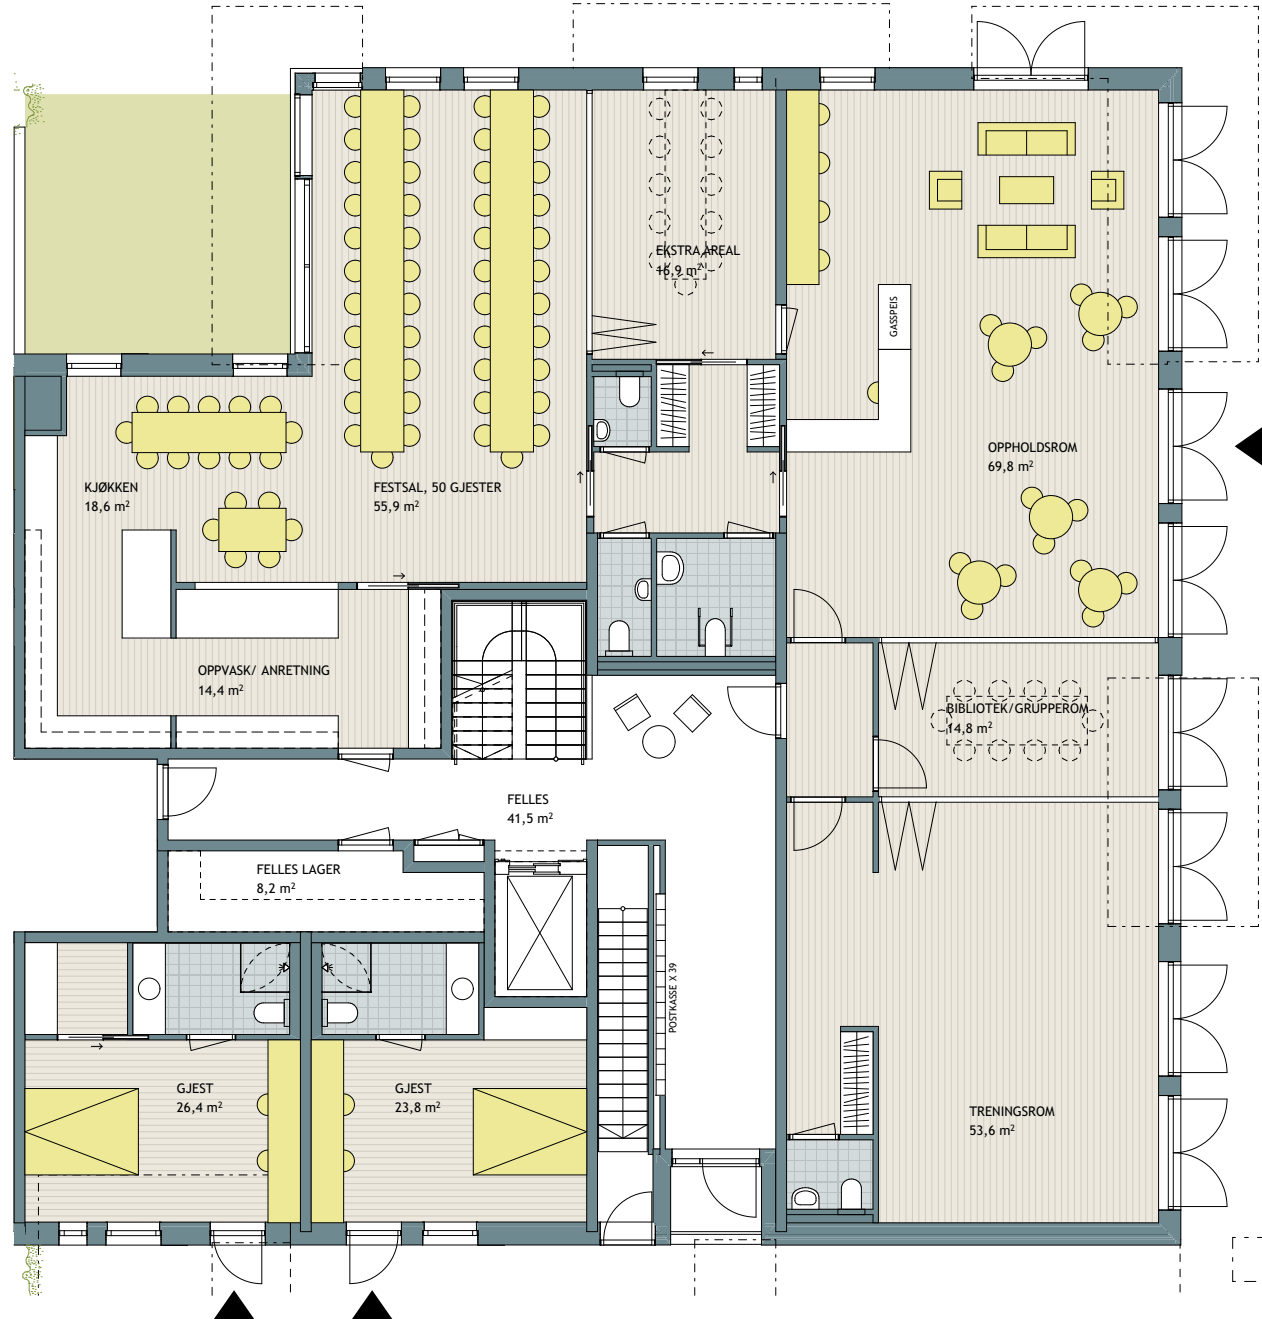 EKSTRA AREAL
16,9 m²
GASSPEIS
OPPHOLDSROM
69,8 m²
KJØKKEN
18,6 m²
FESTSAL, 50 GJESTER
55,9 m²
OPPVASK/ ANRETNING
14,4 m²
BIBLIOTEK/GRUPPEROM
14,8 m²
FELLES
41,5 m²
FELLES LAGER
8,2 m²
POSTKASSE X 39
GJEST
26,4 m²
GJEST
23,8 m²
TRENINGSROM
53,6 m²